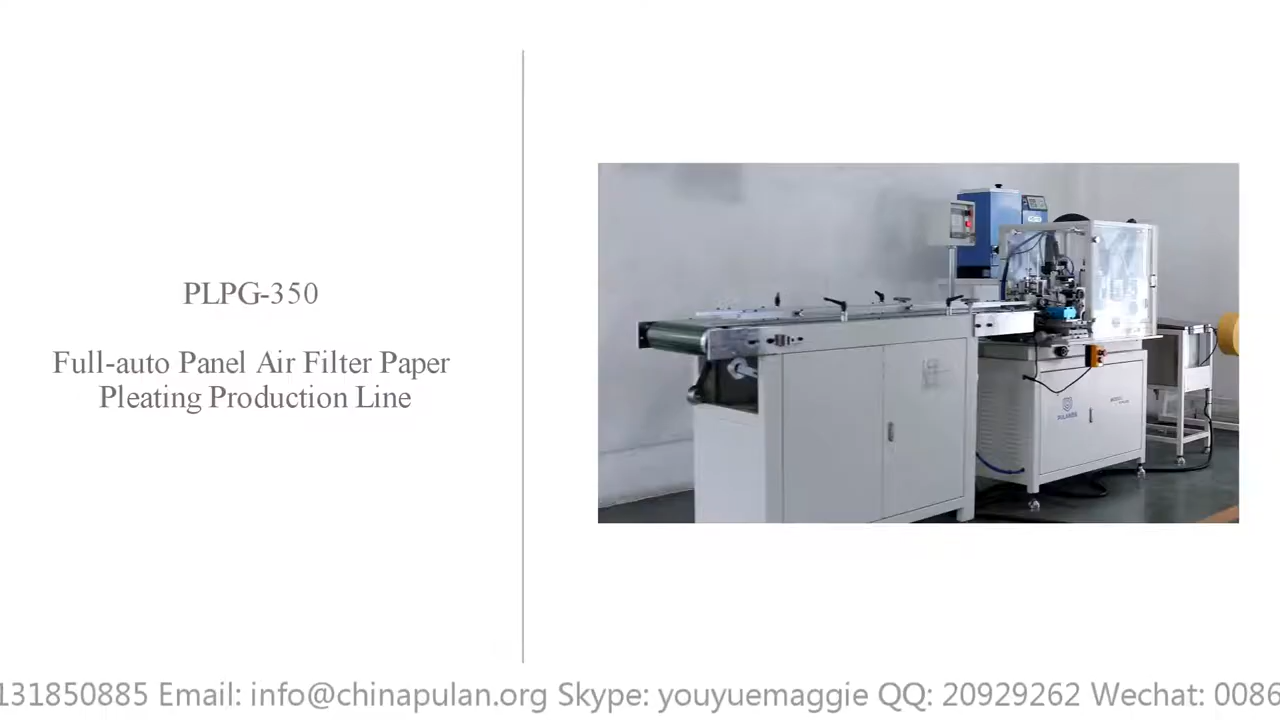 PLPG-350
Full-auto Panel Air Filter Paper
Pleating Production Line
131850885 Email: info@chinapulan.org Skype: youyuemaggie QQ: 20929262 Wechat: 0086